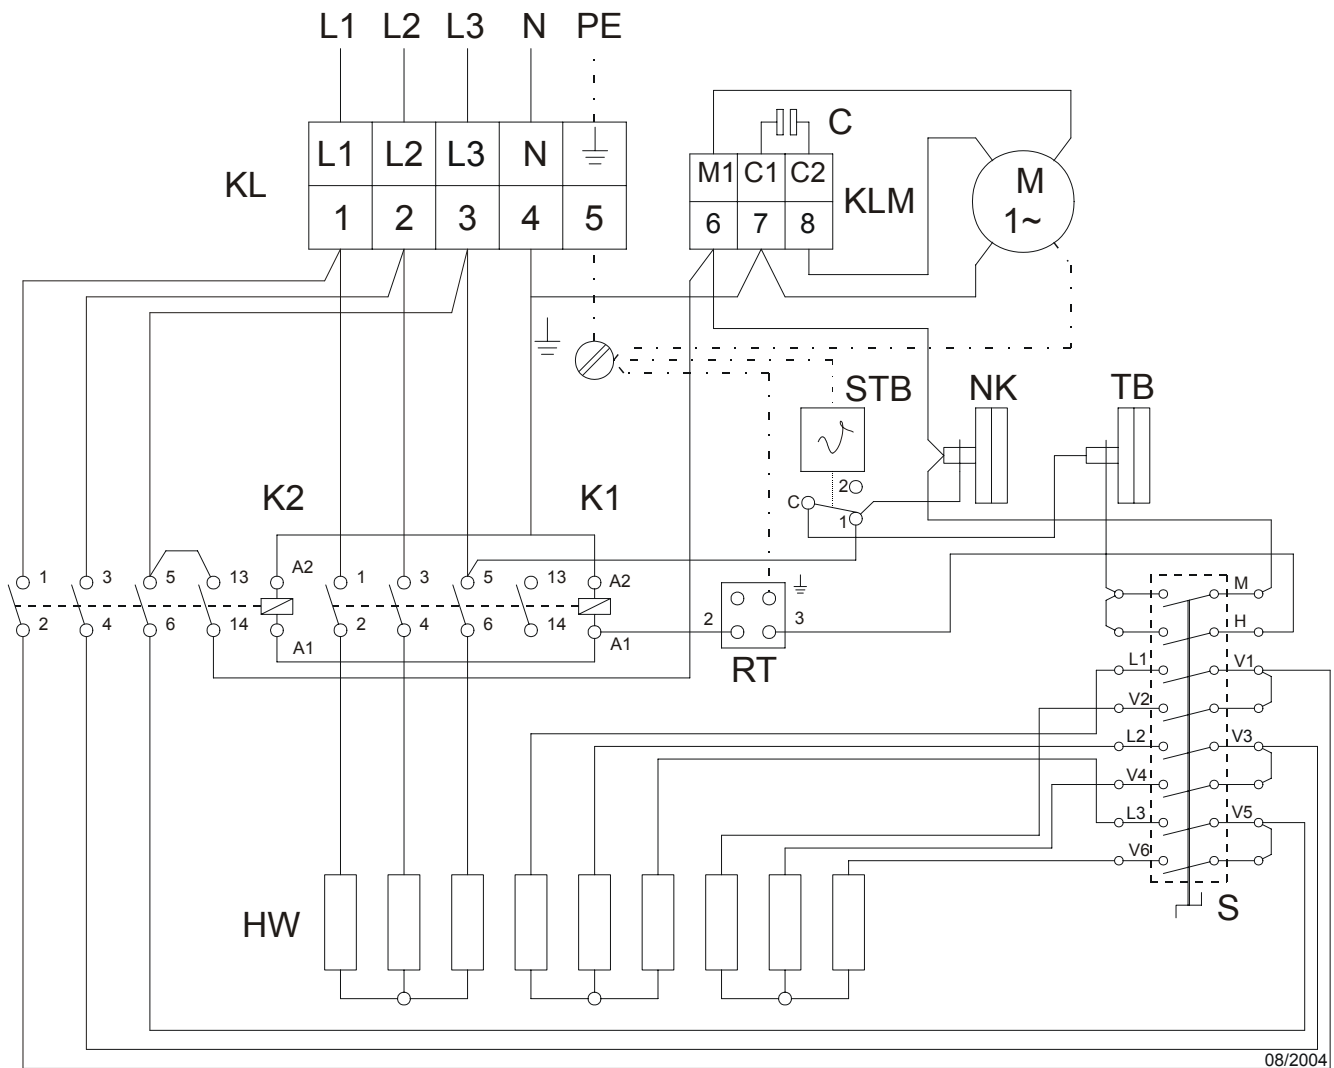 L1 L2 L3 N PE
C
L1 L2 L3 N
M1 C1 C2
KL
KLM
M
1~
1 2 3 4 5
6 7 8
STB NK TB
K2 K1
2
C
1
1 3 5 13 A2 1 3 5 13 A2
M
2 4 6 14 A1 2 4 6 14 A1
2 3
H
RT
L1 V1
V2
L2 V3
V4
L3 V5
V6
HW
S
08/2004